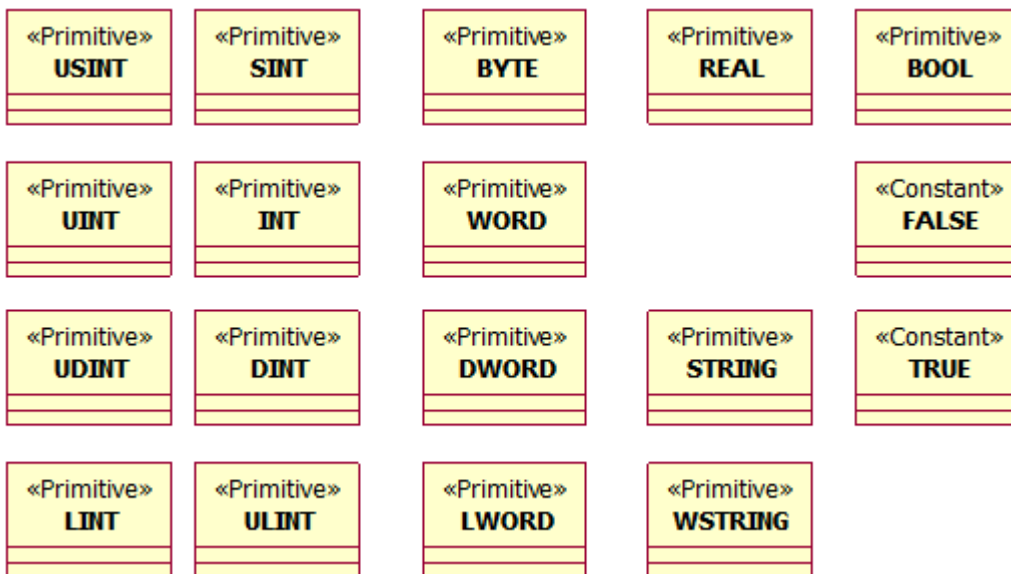 «Primitive»
USINT
«Primitive»
SINT
«Primitive»
BYTE
«Primitive»
REAL
«Primitive»
BOOL
«Primitive»
UINT
«Primitive»
INT
«Primitive»
WORD
«Constant»
FALSE
«Primitive»
UDINT
«Primitive»
DINT
«Primitive»
DWORD
«Primitive»
STRING
«Constant»
TRUE
«Primitive»
LINT
«Primitive»
ULINT
«Primitive»
LWORD
«Primitive»
WSTRING